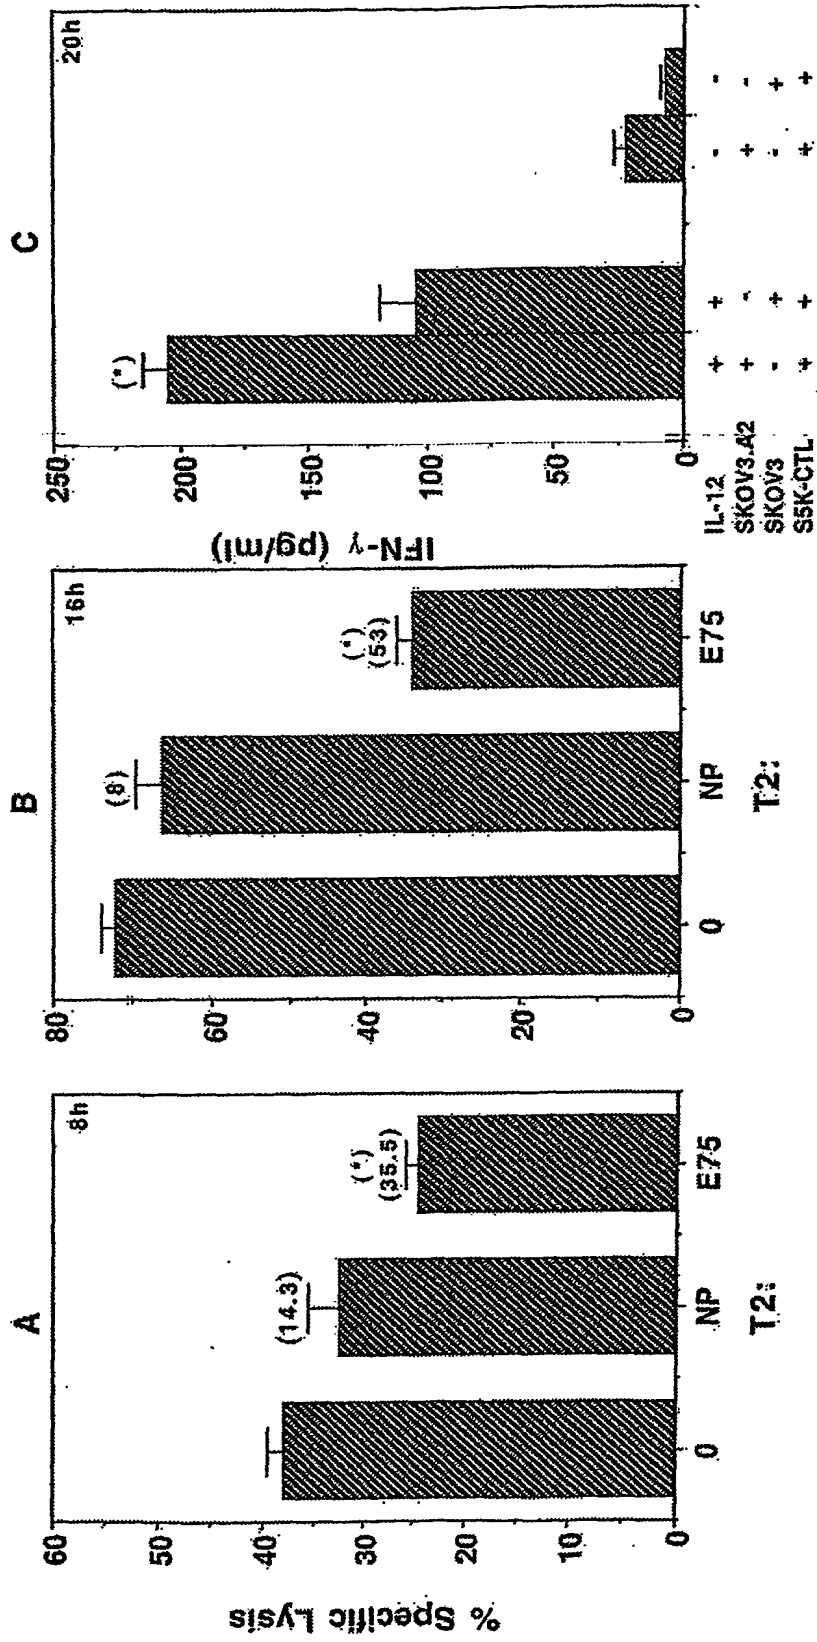 A
8h
% Specific Lysis
60
50
40
30
20
10
0
(14.3)
(*)
(35.5)
0 NP E75
T2:
B
16h
80
60
40
20
0
(8)
(*)
(53)
0 NP E75
T2:
C
20h
IFN-γ (pg/ml)
250
200
150
100
50
0
(*)
IL-12 + + - -
SKOV3.A2 + - + -
SKOV3 - + - +
S5K-CTL + + + +